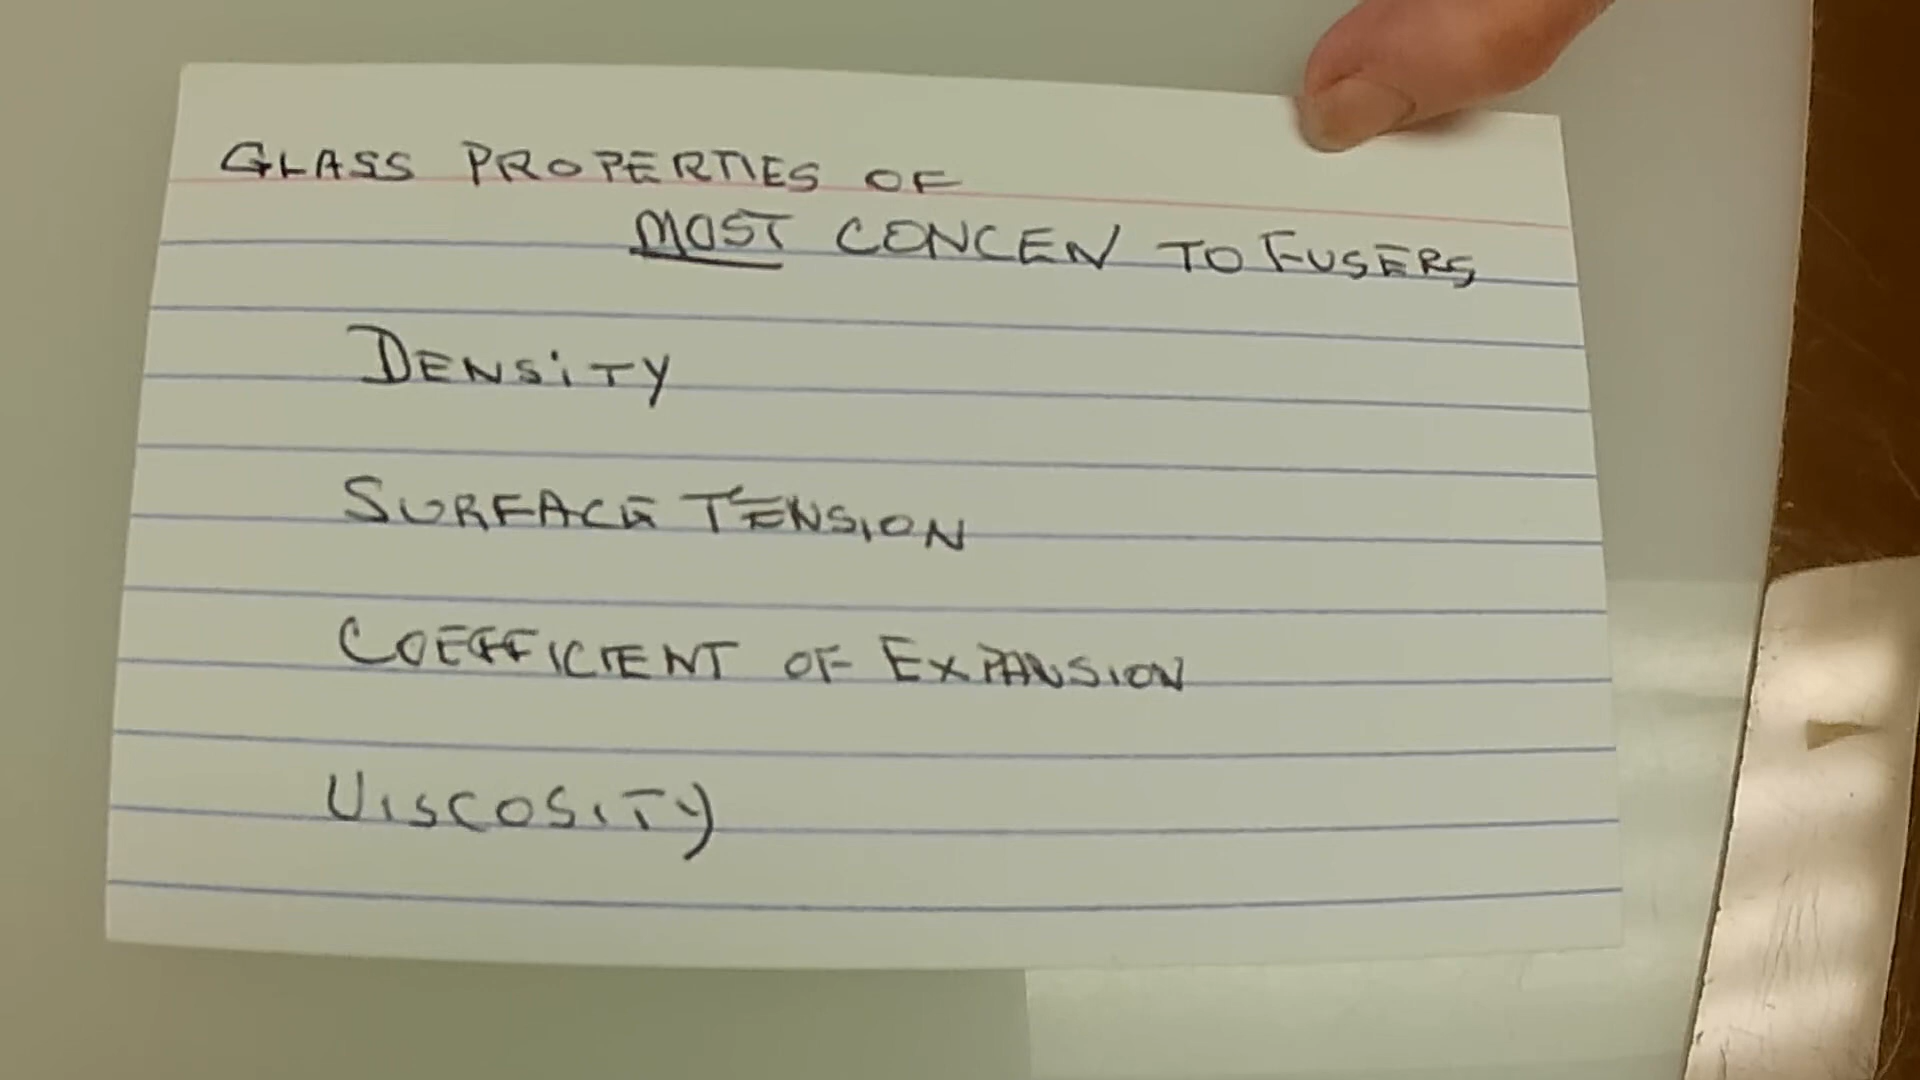 GLASS PROPERTIES OF
MOST CONCEN TO FUSERS
DENSITY
SURFACE TENSION
COEFFICIENT OF EXPANSION
VISCOSITY